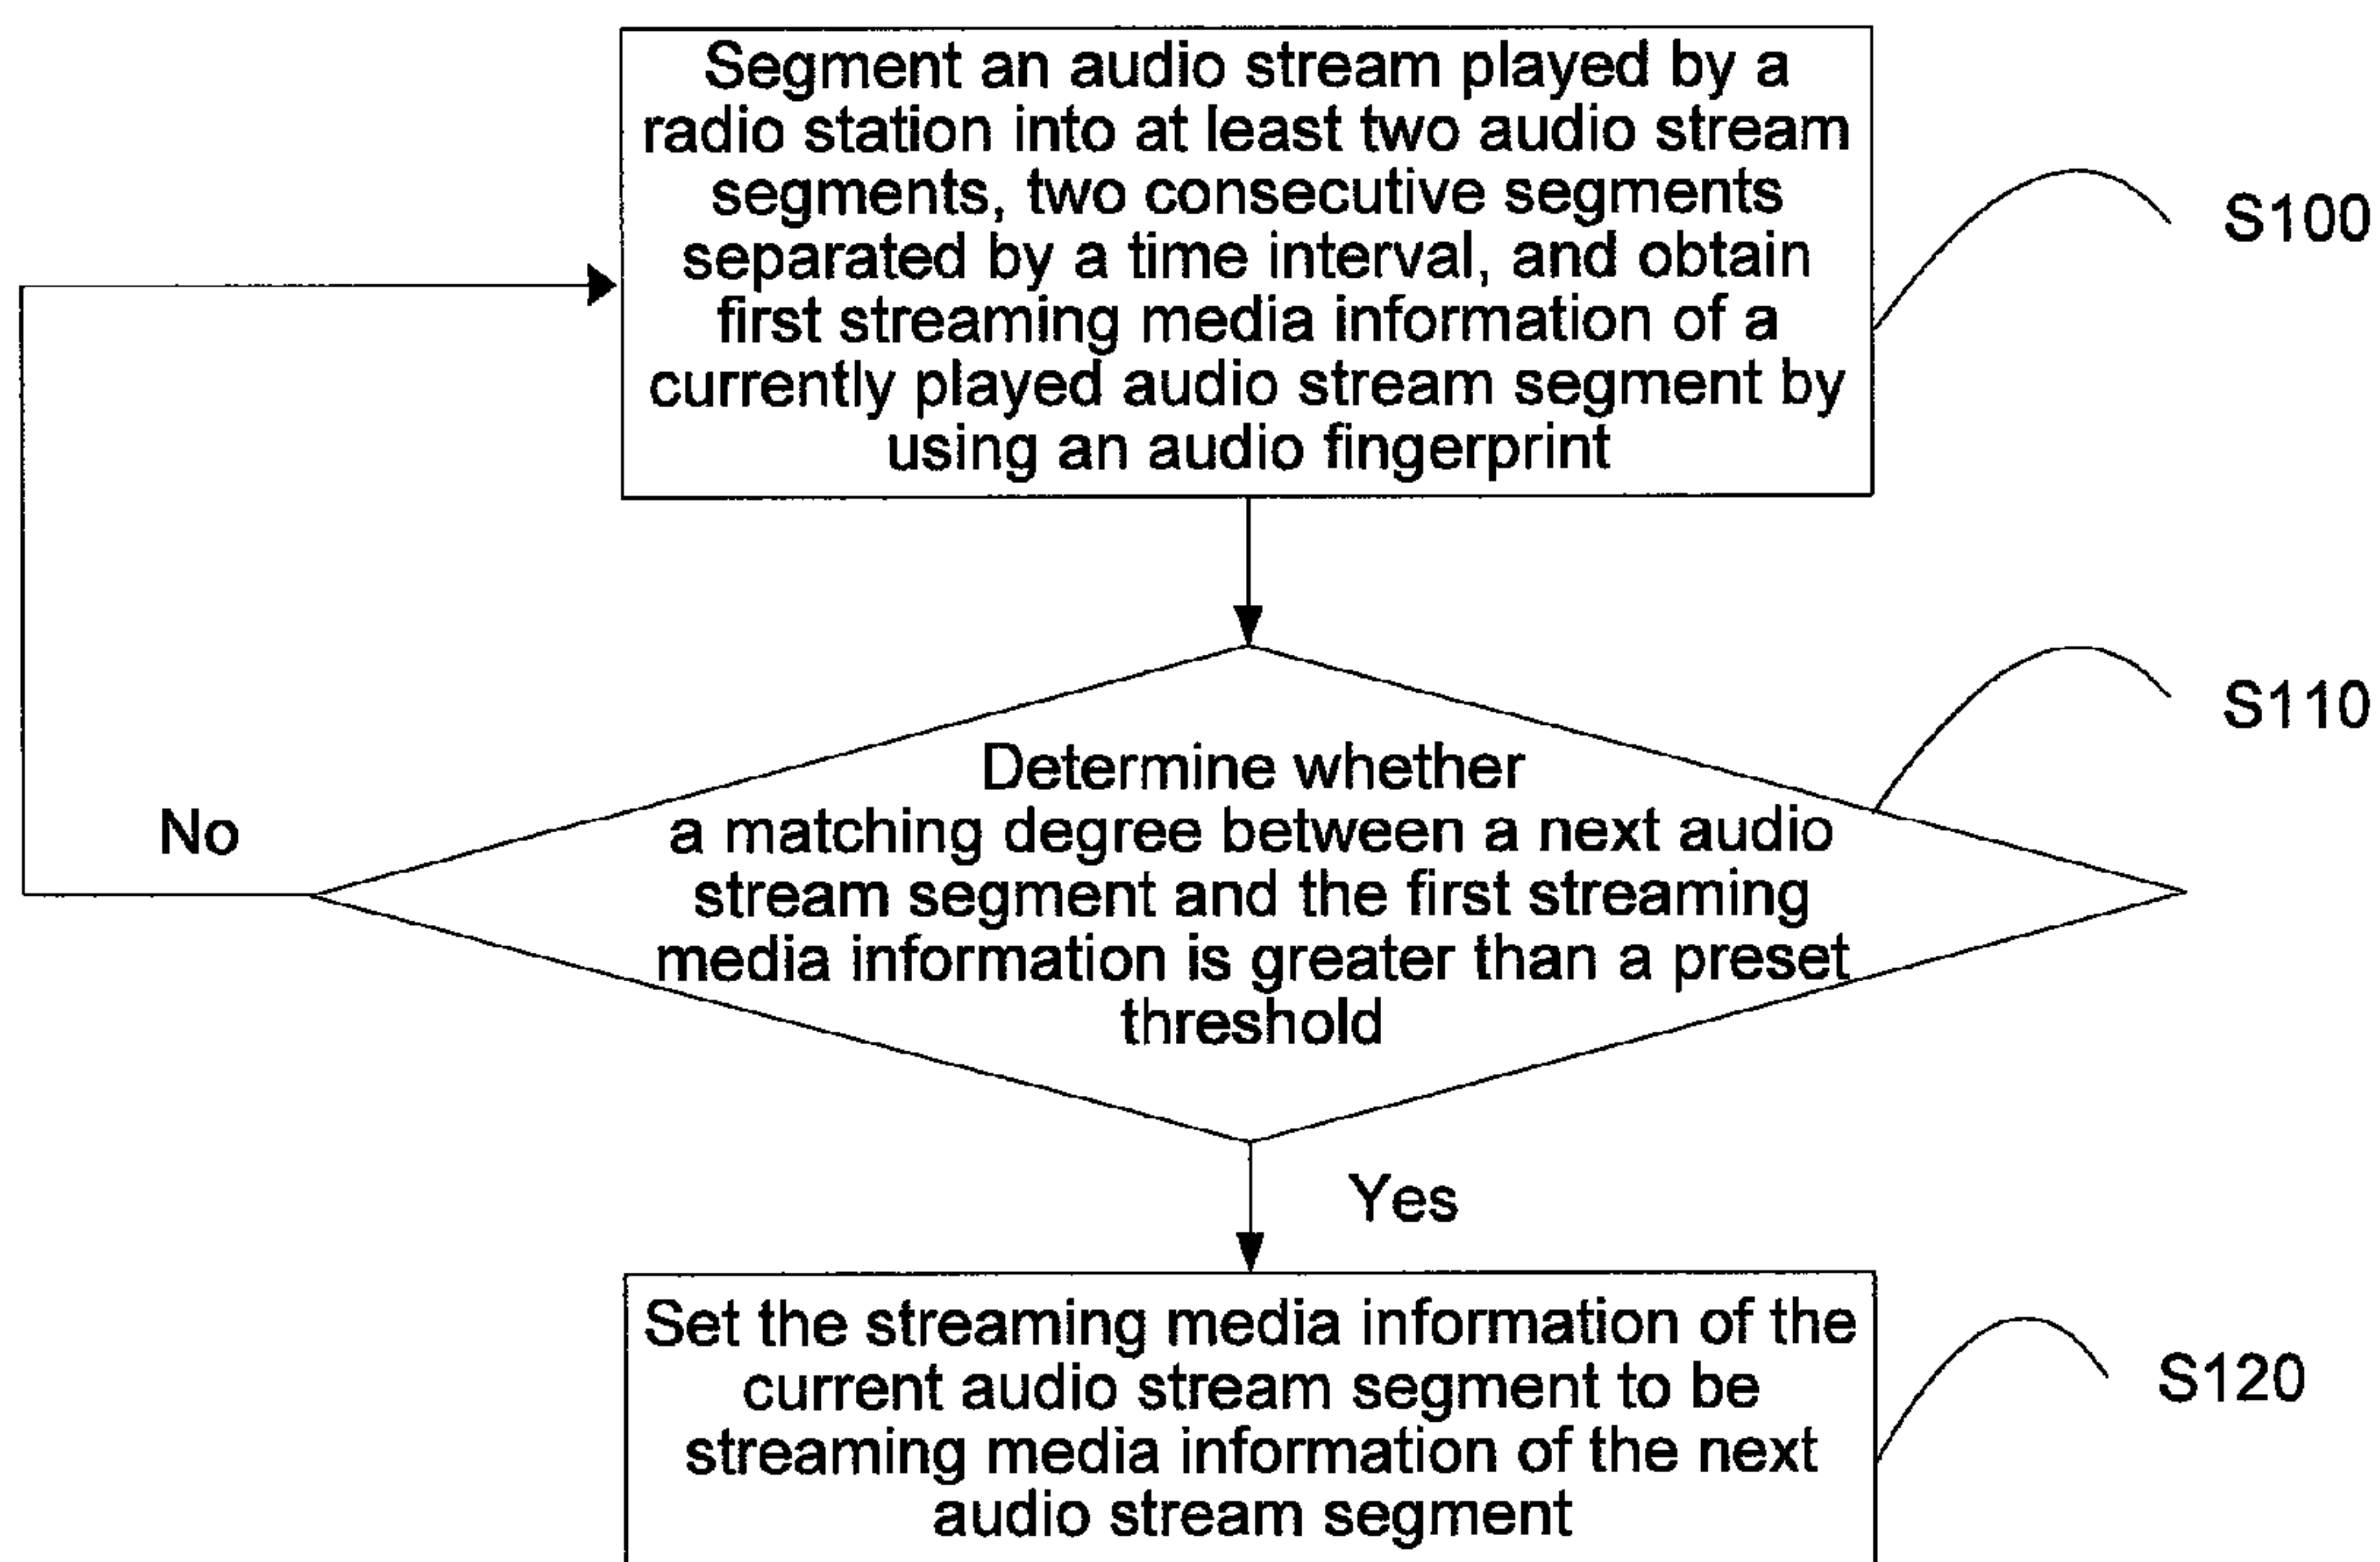 Segment an audio stream played by a
radio station into at least two audio stream
segments, two consecutive segments
separated by a time interval, and obtain
first streaming media information of a
currently played audio stream segment by
using an audio fingerprint
S100
Determine whether
a matching degree between a next audio
stream segment and the first streaming
media information is greater than a preset
threshold
S110
No
Yes
Set the streaming media information of the
current audio stream segment to be
streaming media information of the next
audio stream segment
S120